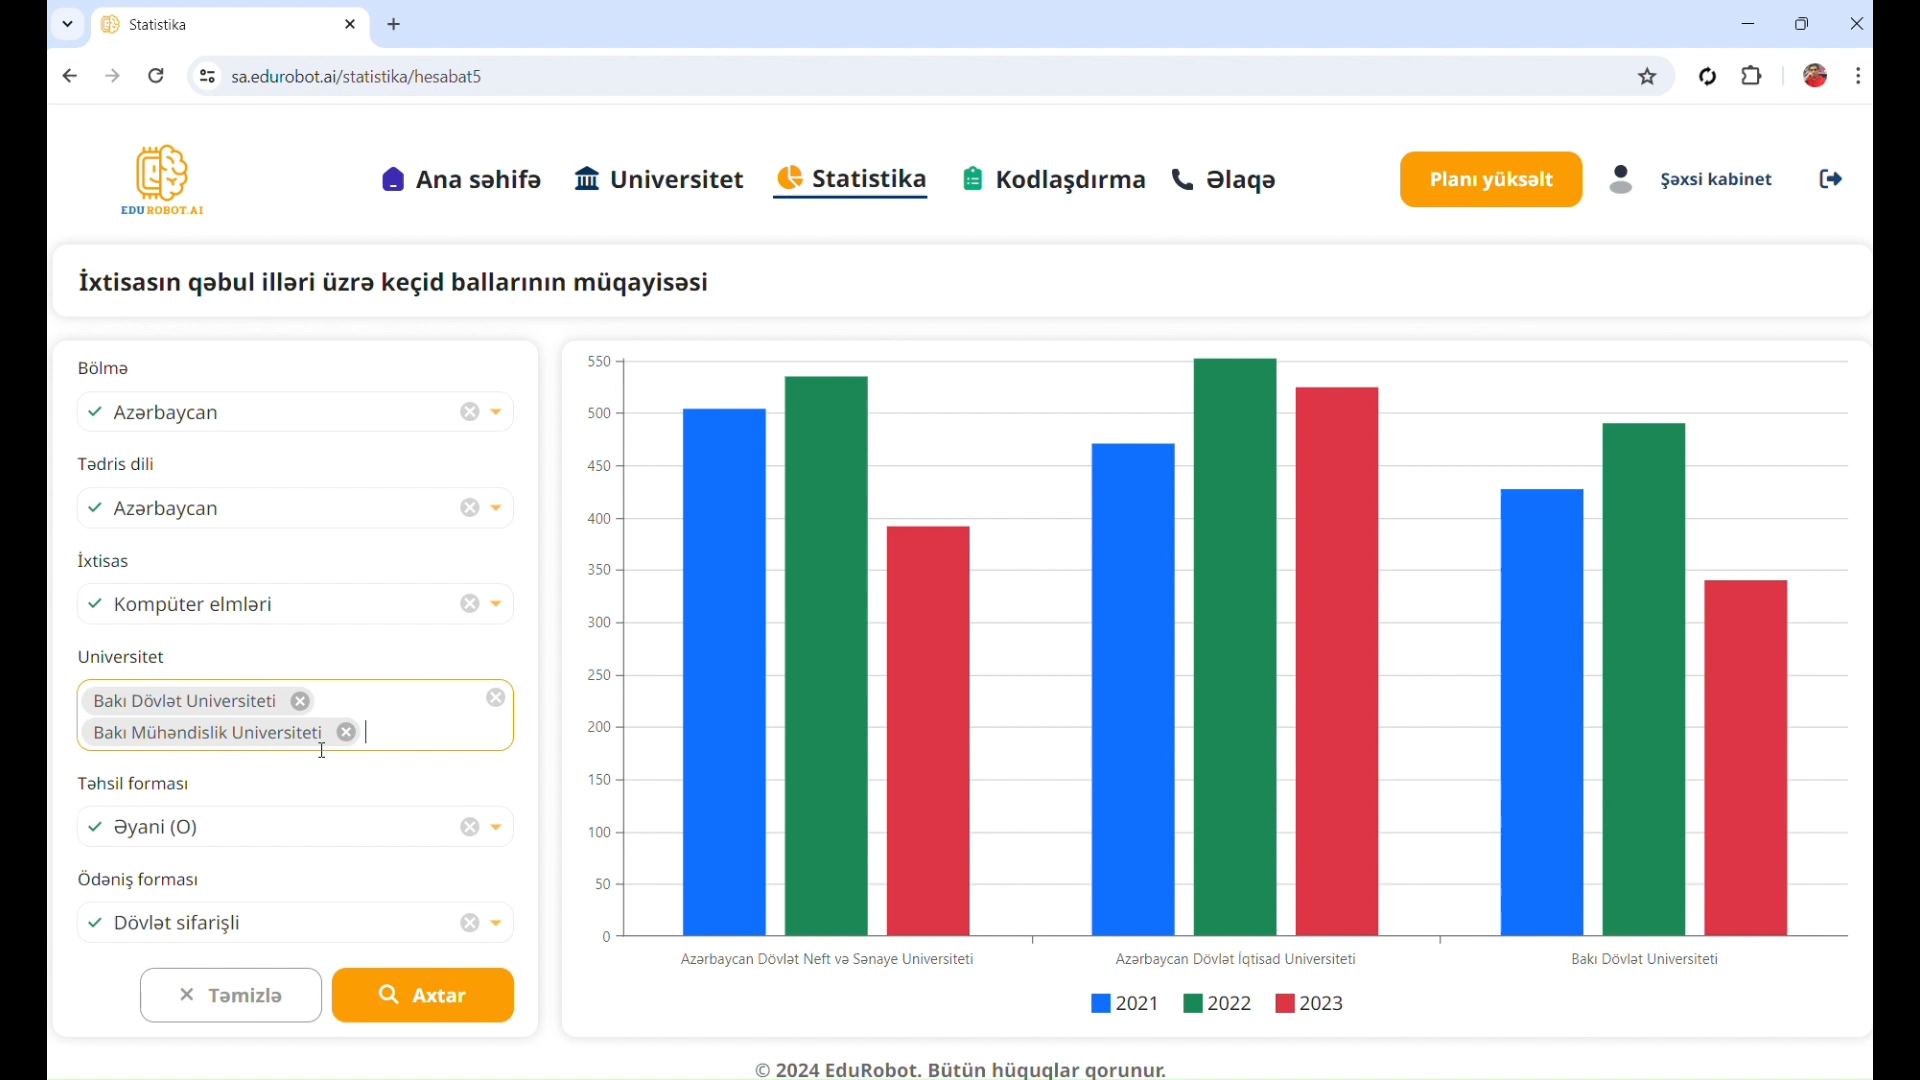 Statistika
sa.edurobot.ai/statistika/hesabat5
EDUROBOT.AI
Ana səhifə
Universitet
Statistika
Kodlaşdırma
Əlaqə
Planı yüksəlt
Şəxsi kabinet
İxtisasın qəbul illəri üzrə keçid ballarının müqayisəsi
Bölmə
Azərbaycan
Tədris dili
Azərbaycan
İxtisas
Kompüter elmləri
Universitet
Bakı Dövlət Universiteti
Bakı Mühəndislik Universiteti
Təhsil forması
Əyani (O)
Ödəniş forması
Dövlət sifarişli
Təmizlə
Axtar
550
500
450
400
350
300
250
200
150
100
50
0
Azərbaycan Dövlət Neft və Sənaye Universiteti
Azərbaycan Dövlət İqtisad Universiteti
Bakı Dövlət Universiteti
2021
2022
2023
© 2024 EduRobot. Bütün hüquqlar qorunur.